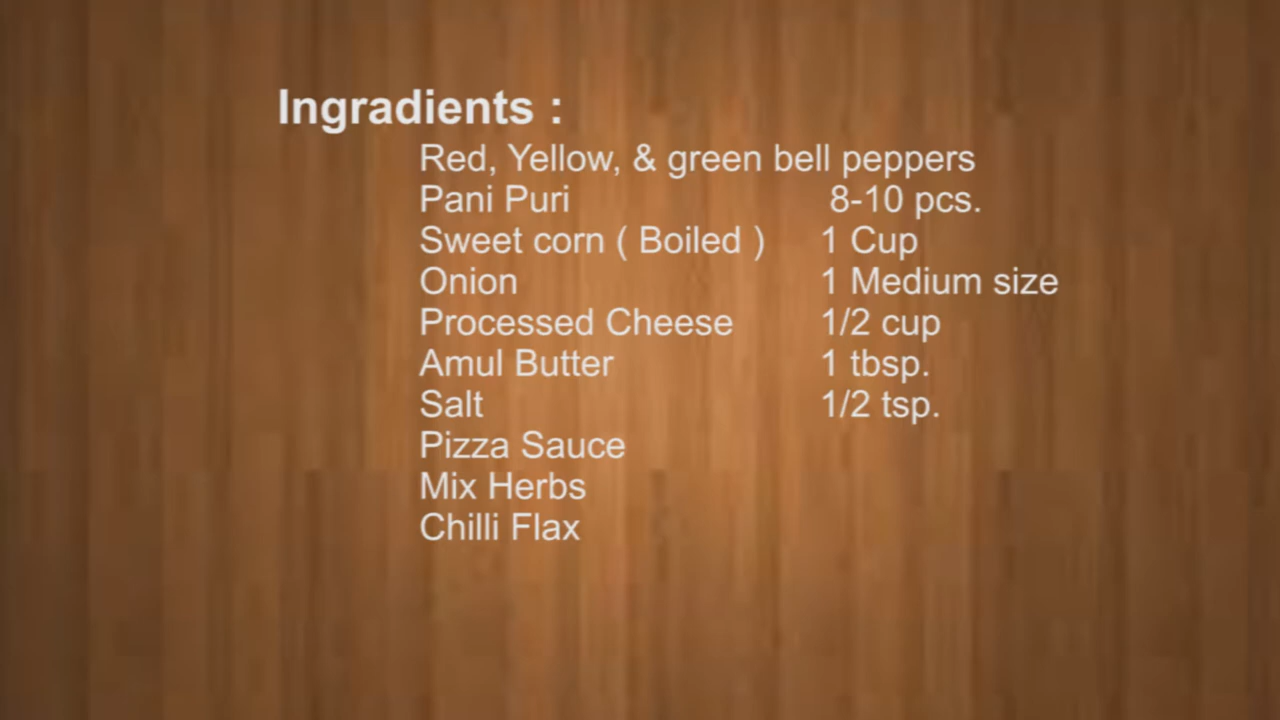 Ingradients :
Red, Yellow, & green bell peppers
Pani Puri 8-10 pcs.
Sweet corn ( Boiled ) 1 Cup
Onion 1 Medium size
Processed Cheese 1/2 cup
Amul Butter 1 tbsp.
Salt 1/2 tsp.
Pizza Sauce
Mix Herbs
Chilli Flax